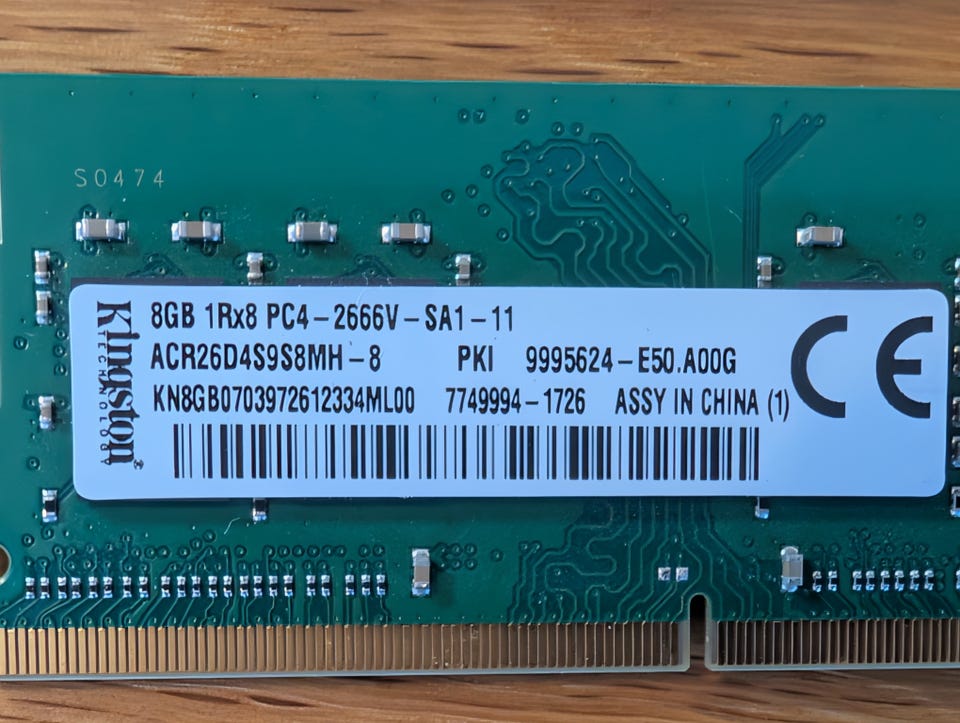 S0474
Kingston
TECHNOLOGY
8GB 1Rx8 PC4-2666V-SA1-11
ACR26D4S9S8MH-8 PKI 9995624-E50.A00G
KN8GB0703972612334ML00 7749994-1726 ASSY IN CHINA (1)
CE